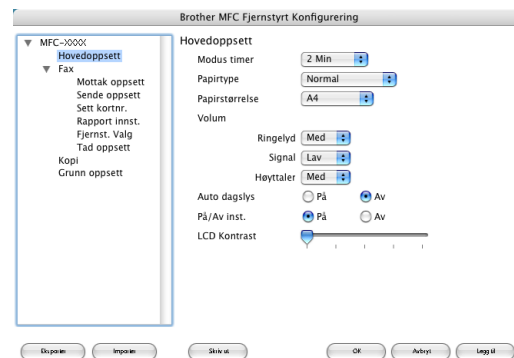 Brother MFC Fjernstyrt Konfigurering
MFC-XXXX
Hovedoppsett
Fax
Mottak oppsett
Sende oppsett
Sett kortnr.
Rapport innst.
Fjernst. Valg
Tad oppsett
Kopi
Grunn oppsett
Hovedoppsett
Modus timer 2 Min
Papirtype Normal
Papirstørrelse A4
Volum
Ringelyd Med
Signal Lav
Høyttaler Med
Auto dagslys På Av
På/Av inst. På Av
LCD Kontrast
Eksporter Importer Skriv ut OK Avbryt Legg til